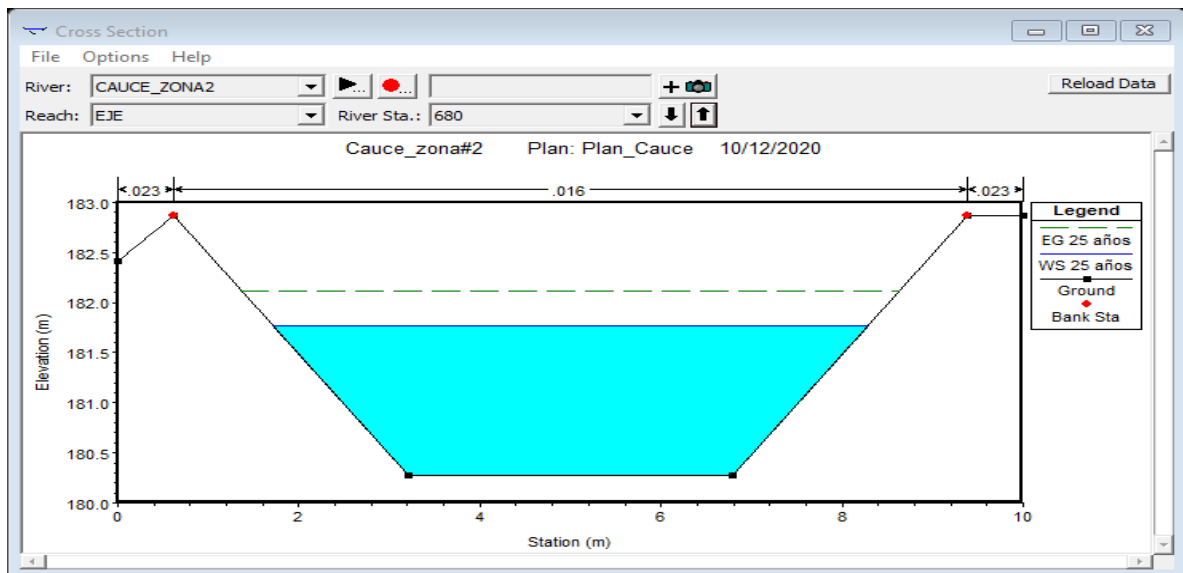 Cross Section
File Options Help
River: CAUCE_ZONA2
Reload Data
Reach: EJE River Sta.: 680
Cauce_zona#2 Plan: Plan_Cauce 10/12/2020
.023 .016 .023
183.0
182.5
182.0
181.5
181.0
180.5
180.0
Elevation (m)
0 2 4 6 8 10
Station (m)
Legend
EG 25 años
WS 25 años
Ground
Bank Sta